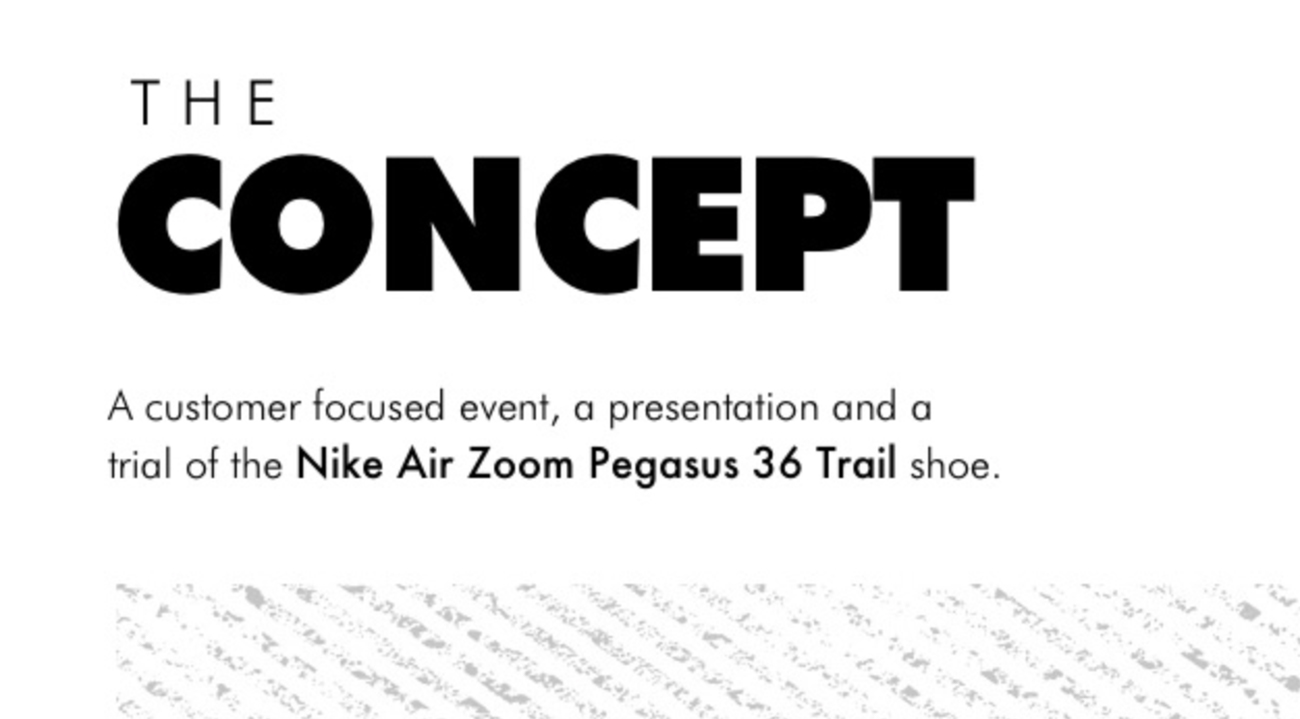 THE
CONCEPT
A customer focused event, a presentation and a
trial of the Nike Air Zoom Pegasus 36 Trail shoe.